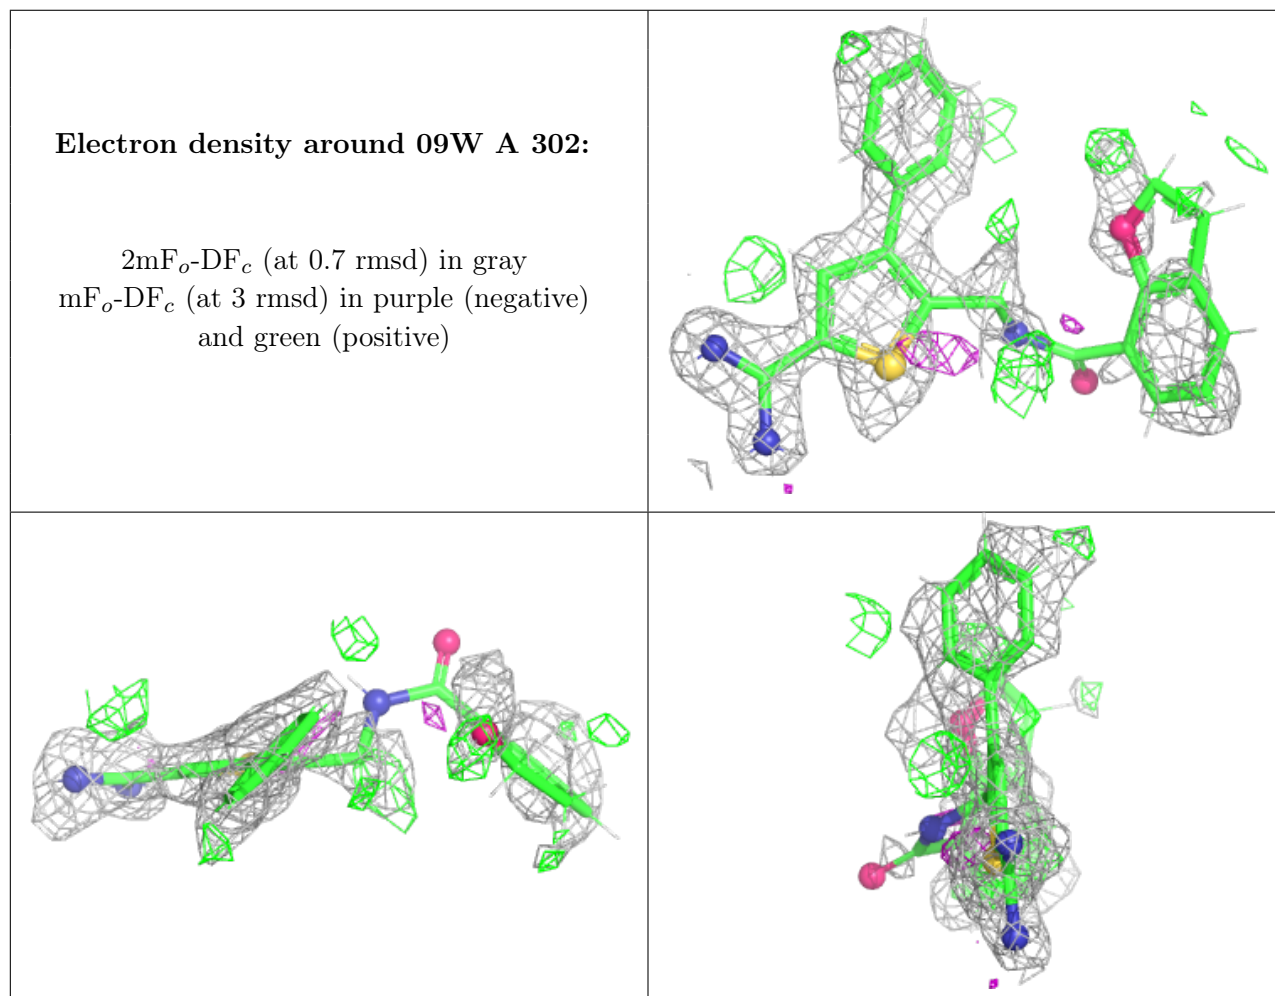 Electron density around 09W A 302:
2mFₒ-DF𝒸 (at 0.7 rmsd) in gray
mFₒ-DF𝒸 (at 3 rmsd) in purple (negative)
and green (positive)